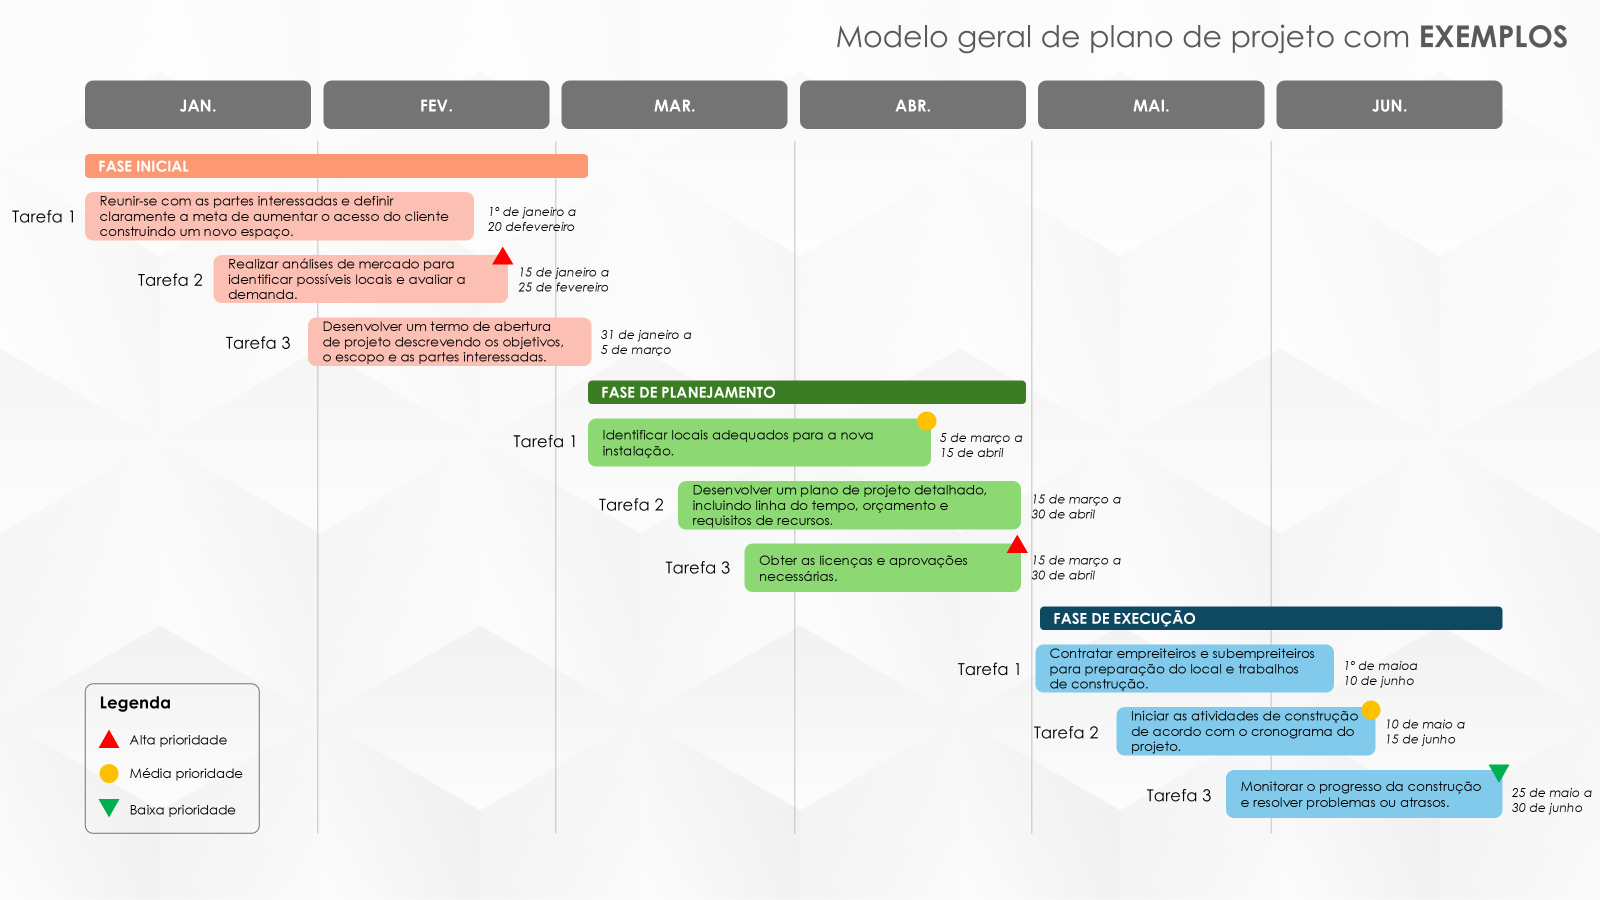 Modelo geral de plano de projeto com EXEMPLOS
JAN.
FEV.
MAR.
ABR.
MAI.
JUN.
FASE INICIAL
Tarefa 1
Reunir-se com as partes interessadas e definir
claramente a meta de aumentar o acesso do cliente
construindo um novo espaço.
1º de janeiro a
20 defevereiro
Tarefa 2
Realizar análises de mercado para
identificar possíveis locais e avaliar a
demanda.
15 de janeiro a
25 de fevereiro
Tarefa 3
Desenvolver um termo de abertura
de projeto descrevendo os objetivos,
o escopo e as partes interessadas.
31 de janeiro a
5 de março
FASE DE PLANEJAMENTO
Tarefa 1
Identificar locais adequados para a nova
instalação.
5 de março a
15 de abril
Tarefa 2
Desenvolver um plano de projeto detalhado,
incluindo linha do tempo, orçamento e
requisitos de recursos.
15 de março a
30 de abril
Tarefa 3
Obter as licenças e aprovações
necessárias.
15 de março a
30 de abril
FASE DE EXECUÇÃO
Tarefa 1
Contratar empreiteiros e subempreiteiros
para preparação do local e trabalhos
de construção.
1º de maioa
10 de junho
Tarefa 2
Iniciar as atividades de construção
de acordo com o cronograma do
projeto.
10 de maio a
15 de junho
Tarefa 3
Monitorar o progresso da construção
e resolver problemas ou atrasos.
25 de maio a
30 de junho
Legenda
Alta prioridade
Média prioridade
Baixa prioridade